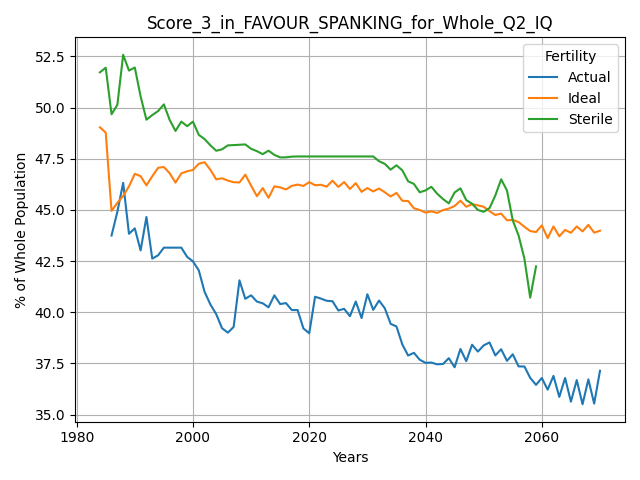 Score_3_in_FAVOUR_SPANKING_for_Whole_Q2_IQ
Fertility
Actual
Ideal
Sterile
% of Whole Population
52.5
50.0
47.5
45.0
42.5
40.0
37.5
35.0
1980 2000 2020 2040 2060
Years